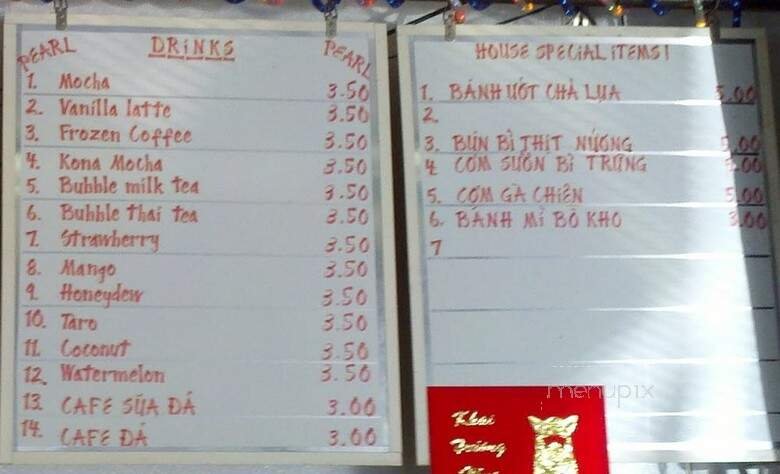 PEARL DRINKS PEARL
1. Mocha 3.50
2. Vanilla latte 3.50
3. Frozen Coffee 3.50
4. Kona Mocha 3.50
5. Bubble milk tea 3.50
6. Bubble thai tea 3.50
7. Strawberry 3.50
8. Mango 3.50
9. Honeydew 3.50
10. Taro 3.50
11. Coconut 3.50
12. Watermelon 3.50
13. CAFE SỮA ĐÁ 3.00
14. CAFE ĐÁ 3.00
HOUSE SPECIAL ITEMS!
1. BÁNH ƯỚT CHẢ LỤA 5.00
2.
3. BÚN BÌ THỊT NƯỚNG 5.00
4 CƠM SƯỜN BÌ TRỨNG 5.00
5. CƠM GÀ CHIÊN 5.00
6. BÁNH MÌ BÒ KHO 3.00
7
menupix
Khai
Trương